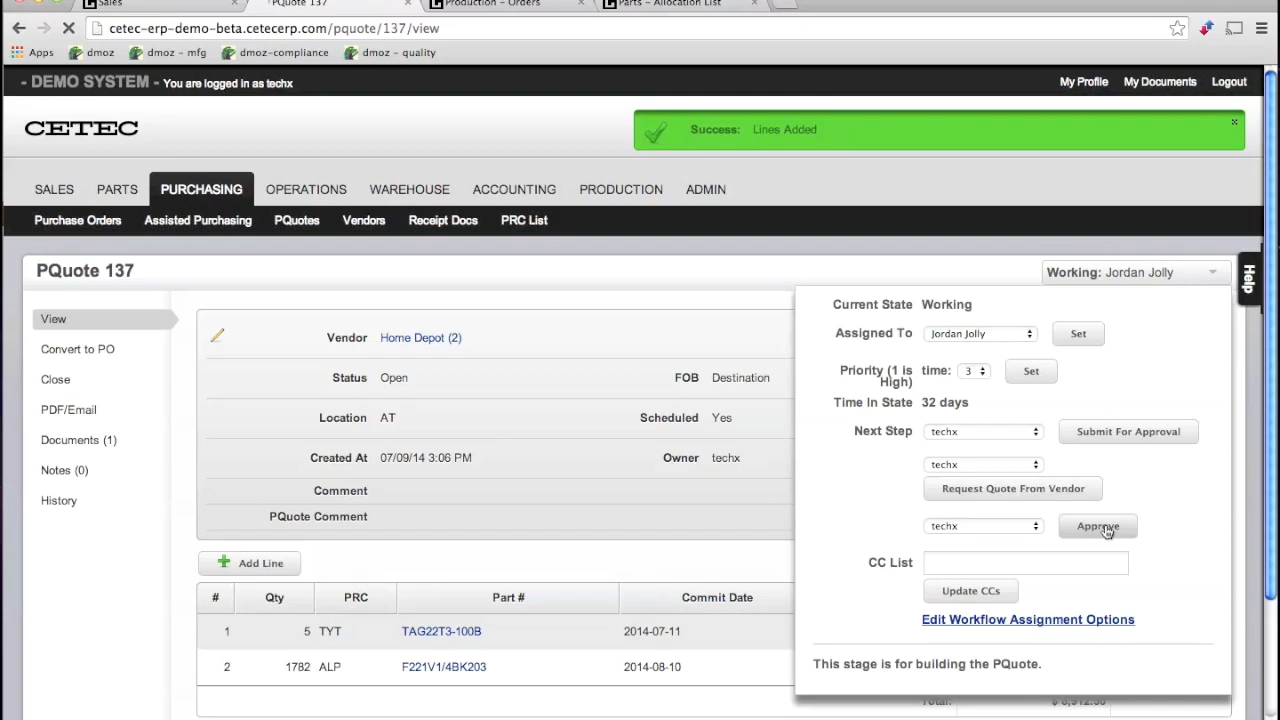 Sales
PQuote 137
Production - Orders
Parts - Allocation List
cetec-erp-demo-beta.cetecerp.com/pquote/137/view
Apps dmoz dmoz - mfg dmoz-compliance dmoz - quality
- DEMO SYSTEM - You are logged in as techx My Profile My Documents Logout
CETEC
Success: Lines Added
SALES PARTS PURCHASING OPERATIONS WAREHOUSE ACCOUNTING PRODUCTION ADMIN
Purchase Orders Assisted Purchasing PQuotes Vendors Receipt Docs PRC List
Help
PQuote 137
Working: Jordan Jolly
View
Convert to PO
Close
PDF/Email
Documents (1)
Notes (0)
History
Vendor Home Depot (2)
Status Open FOB Destination
Location AT Scheduled Yes
Created At 07/09/14 3:06 PM Owner techx
Comment
PQuote Comment
Current State Working
Assigned To Jordan Jolly Set
Priority (1 is High) time: 3 Set
Time In State 32 days
Next Step techx Submit For Approval
techx
Request Quote From Vendor
techx Approve
CC List
Update CCs
Edit Workflow Assignment Options
This stage is for building the PQuote.
Add Line
# Qty PRC Part # Commit Date
1 5 TYT TAG22T3-100B 2014-07-11
2 1782 ALP F221V1/4BK203 2014-08-10
Total: